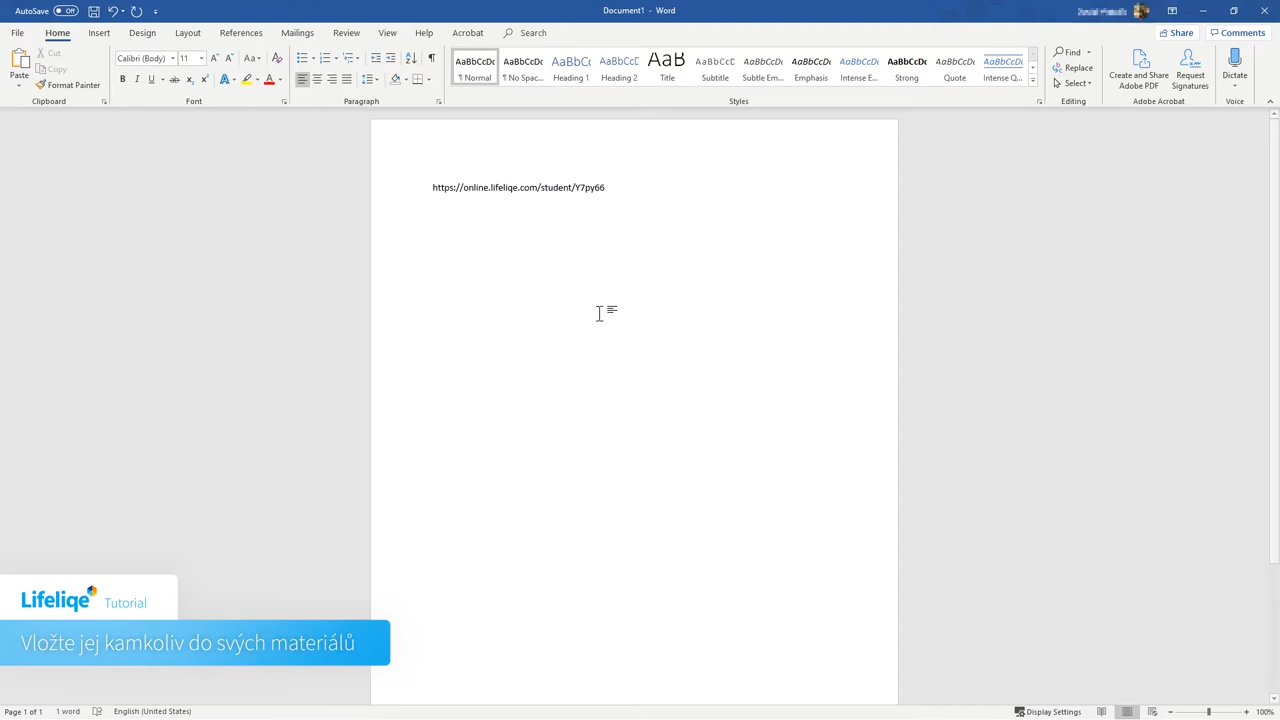 AutoSave Off
Document1 - Word
File Home Insert Design Layout References Mailings Review View Help Acrobat Search
Share Comments
Paste
Cut
Copy
Format Painter
Clipboard
Calibri (Body) 11
Font
Paragraph
AaBbCcDc AaBbCcDc AaBbCc AaBbCcC AaB AaBbCcC AaBbCcDc AaBbCcDc AaBbCcDc AaBbCcDc AaBbCcDc AaBbCcDc
¶ Normal ¶ No Spac... Heading 1 Heading 2 Title Subtitle Subtle Em... Emphasis Intense E... Strong Quote Intense Q...
Styles
Find
Replace
Select
Editing
Create and Share
Adobe PDF
Request
Signatures
Adobe Acrobat
Dictate
Voice
https://online.lifeliqe.com/student/Y7py66
Lifeliqe Tutorial
Vložte jej kamkoliv do svých materiálů
Page 1 of 1 1 word English (United States)
Display Settings 100%